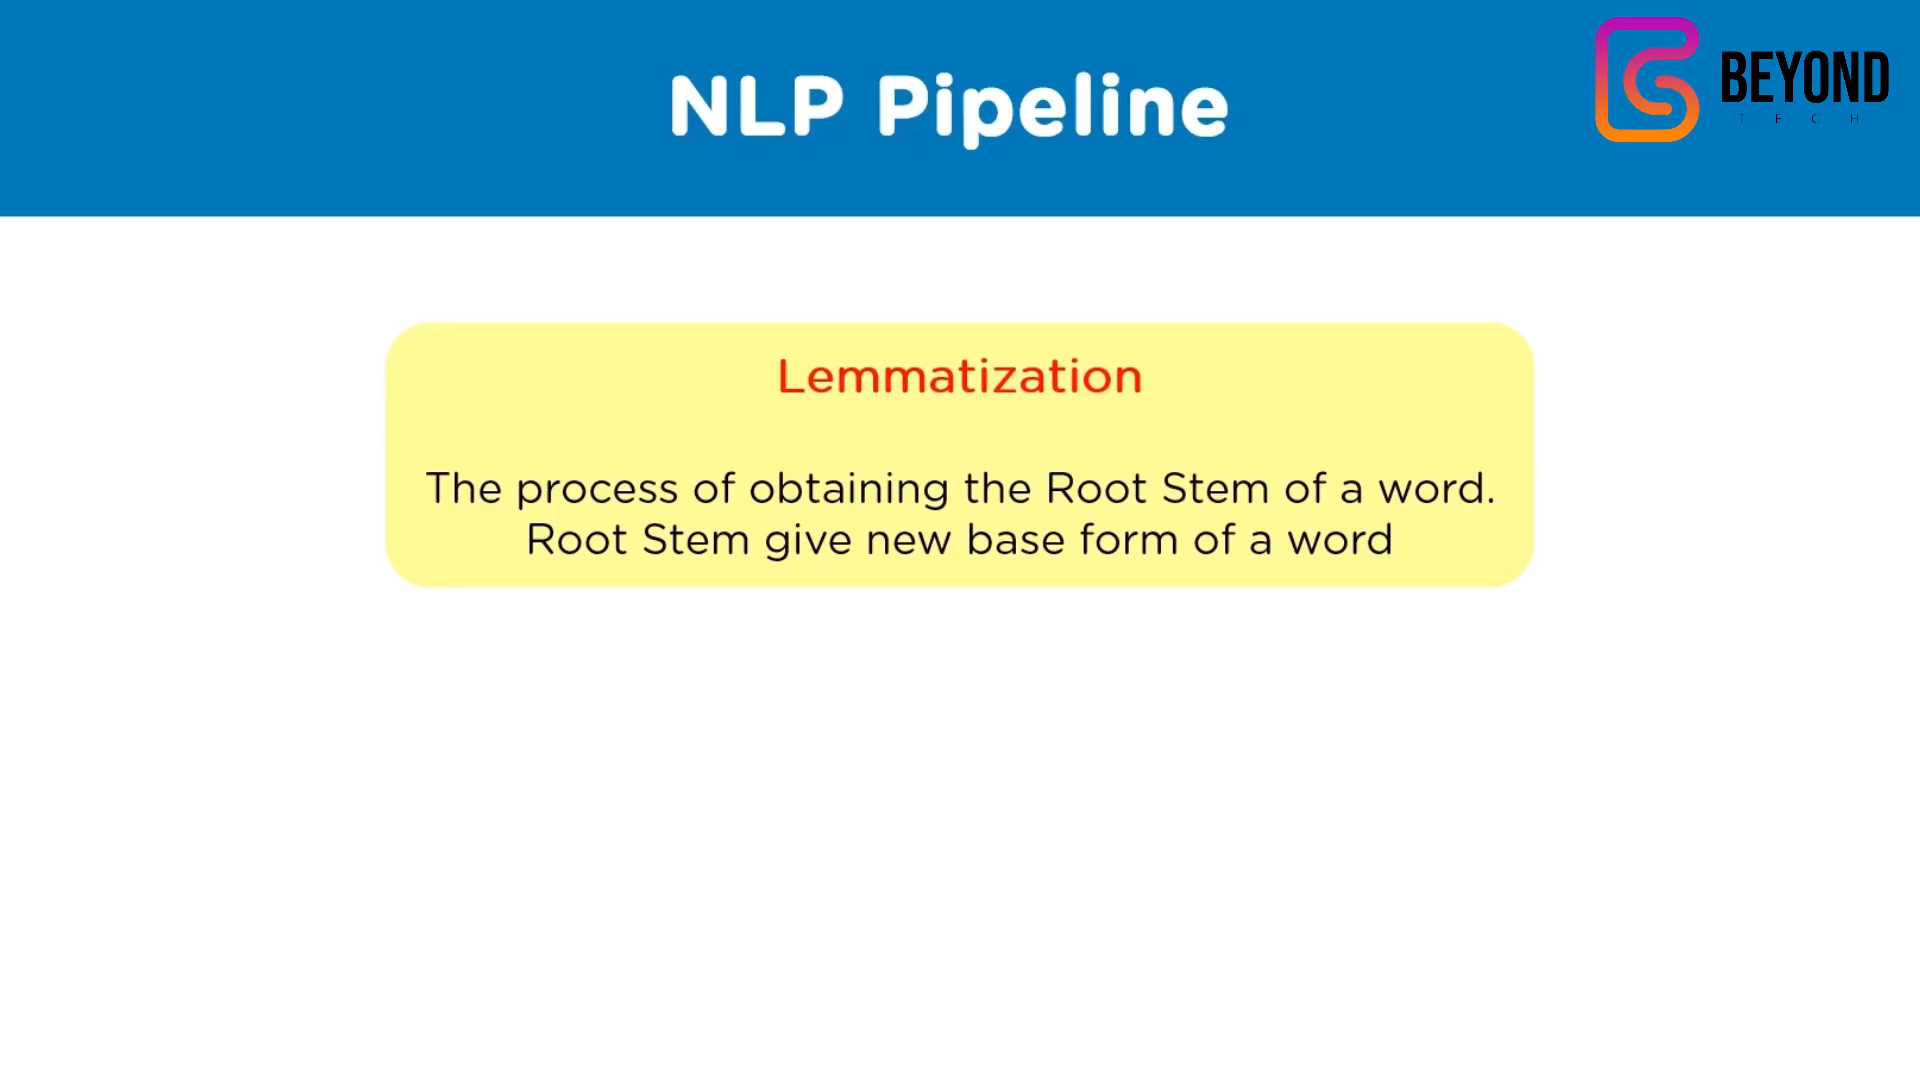 NLP Pipeline
BEYOND
TECH
Lemmatization
The process of obtaining the Root Stem of a word.
Root Stem give new base form of a word